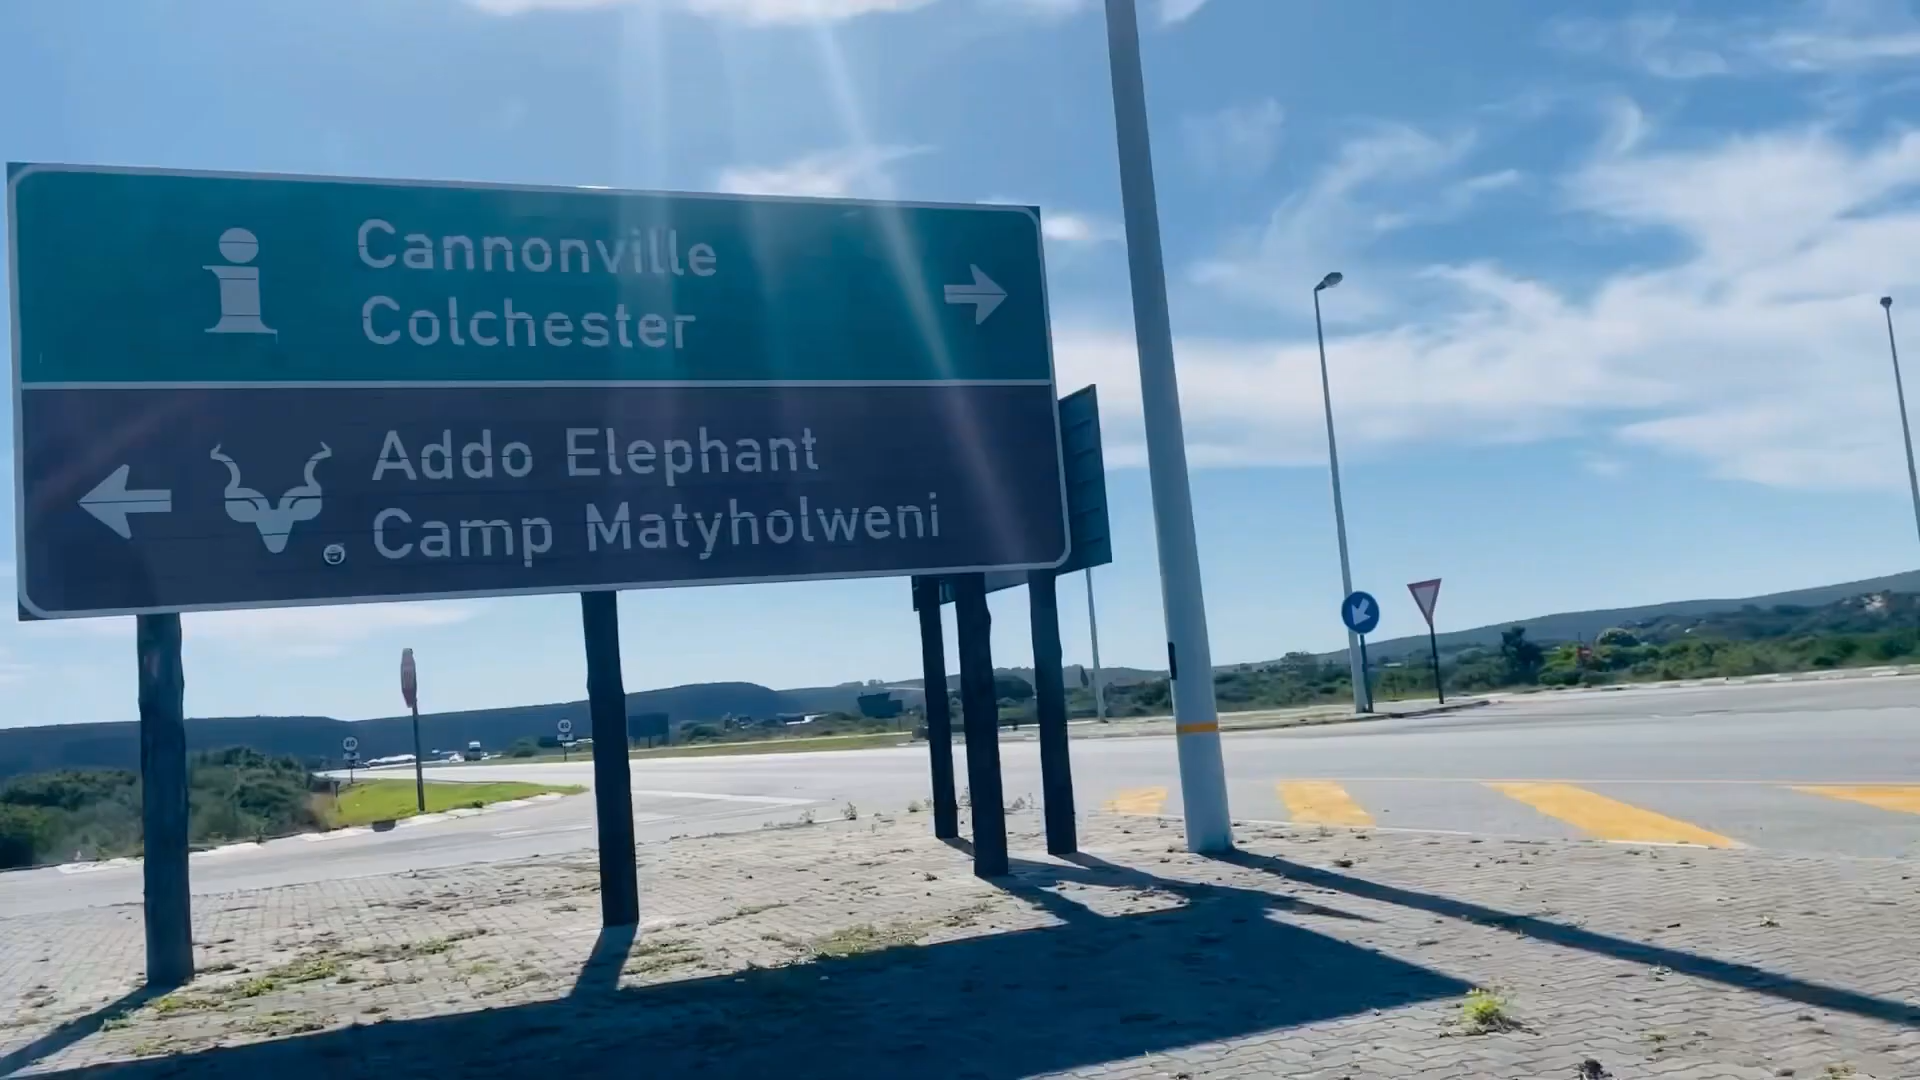 Cannonville
Colchester
Addo Elephant
Camp Matyholweni